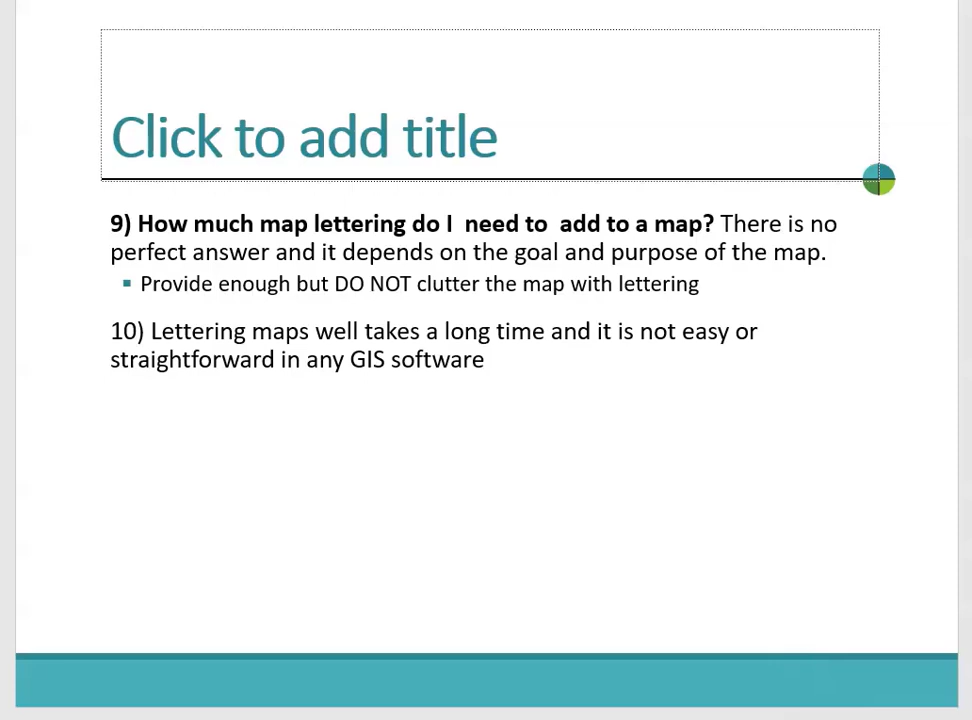 Click to add title
9) How much map lettering do I  need to  add to a map? There is no
perfect answer and it depends on the goal and purpose of the map.
▪ Provide enough but DO NOT clutter the map with lettering
10) Lettering maps well takes a long time and it is not easy or
straightforward in any GIS software